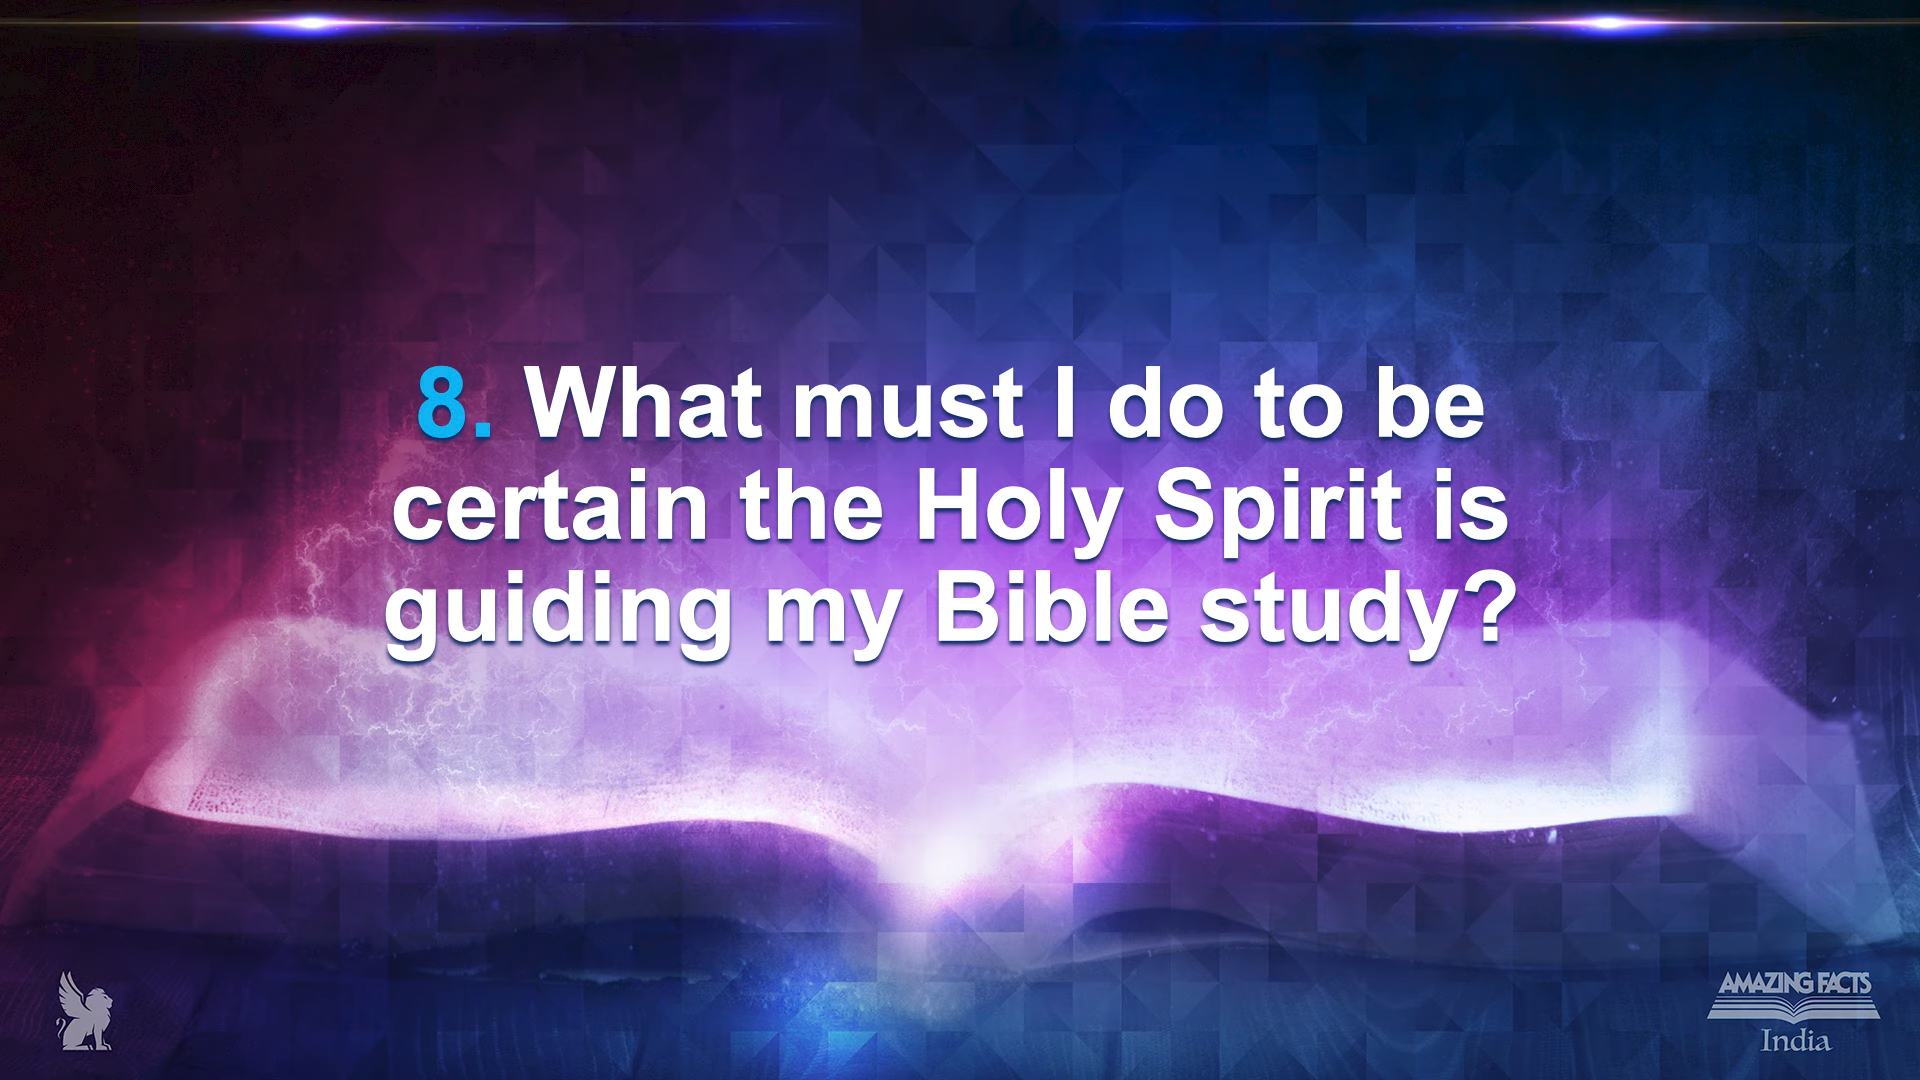 8. What must I do to be
certain the Holy Spirit is
guiding my Bible study?
AMAZING FACTS
India